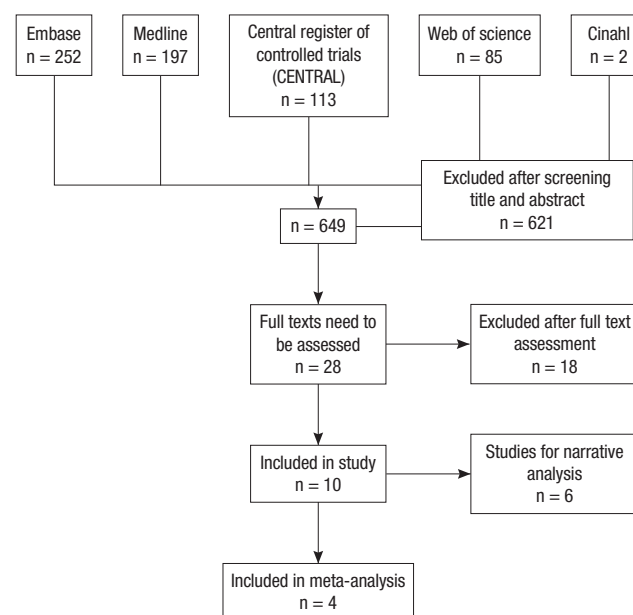 Embase
n = 252
Medline
n = 197
Central register of
controlled trials
(CENTRAL)
n = 113
Web of science
n = 85
Cinahl
n = 2
Excluded after screening
title and abstract
n = 621
n = 649
Full texts need to
be assessed
n = 28
Excluded after full text
assessment
n = 18
Included in study
n = 10
Studies for narrative
analysis
n = 6
Included in meta-analysis
n = 4